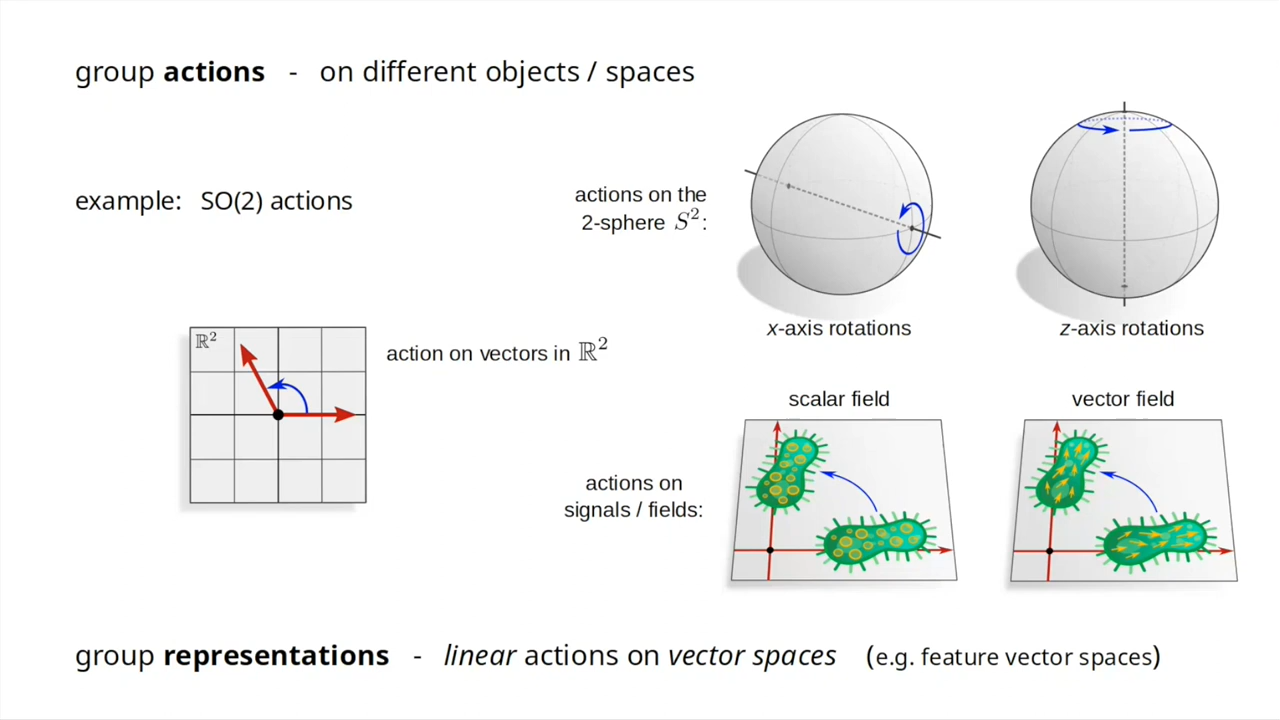 group actions - on different objects / spaces
example: SO(2) actions
actions on the
2-sphere S²:
x-axis rotations
z-axis rotations
ℝ²
action on vectors in ℝ²
scalar field
vector field
actions on
signals / fields:
group representations - linear actions on vector spaces (e.g. feature vector spaces)